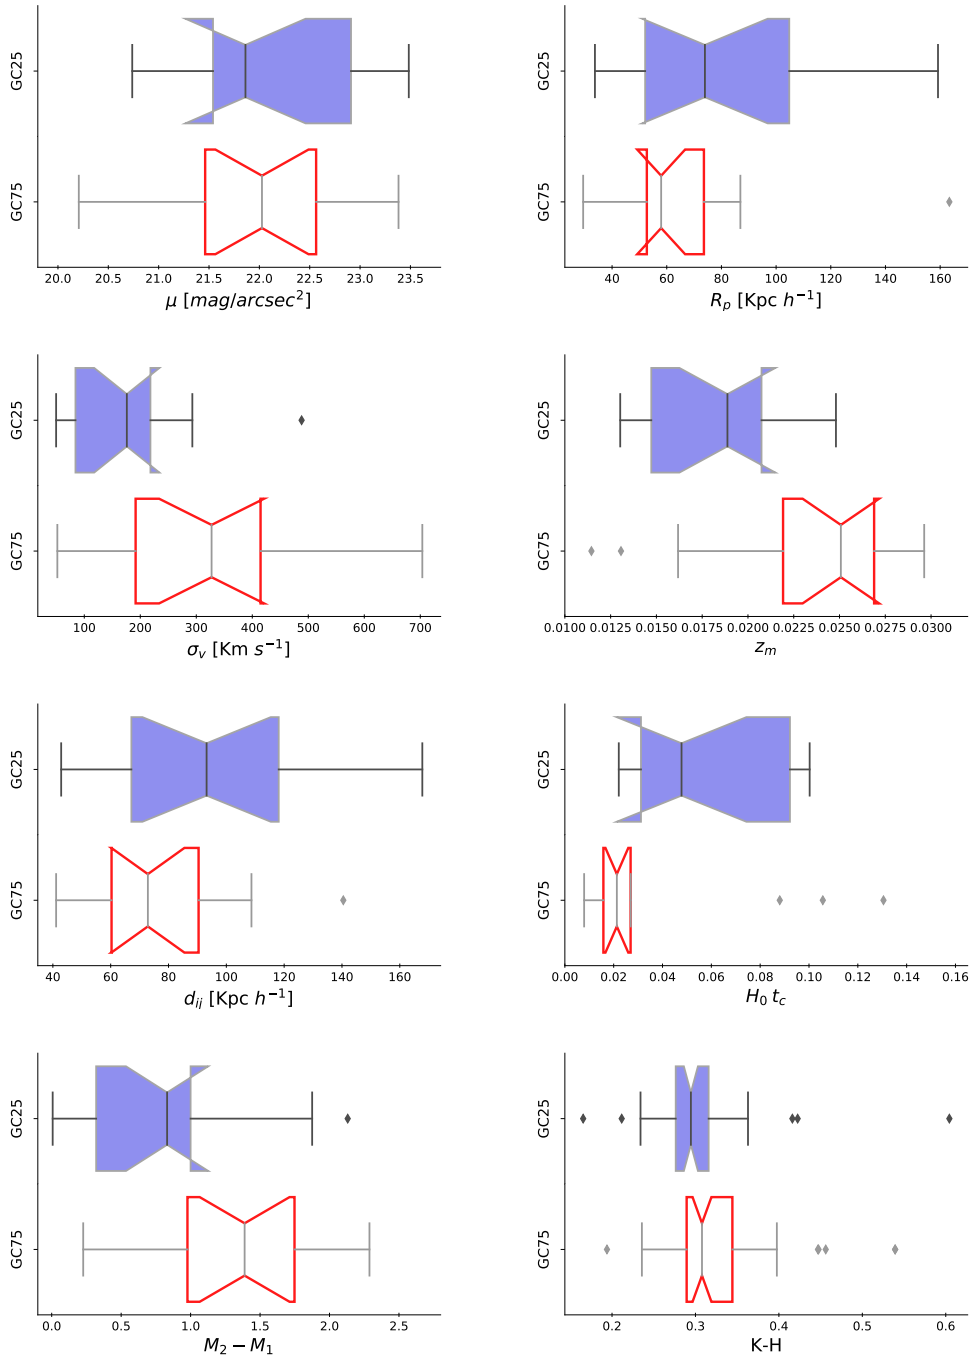 GC25
GC75
20.0 20.5 21.0 21.5 22.0 22.5 23.0 23.5
μ [mag/arcsec²]
GC25
GC75
40 60 80 100 120 140 160
R_p [Kpc h⁻¹]
GC25
GC75
100 200 300 400 500 600 700
σ_v [Km s⁻¹]
GC25
GC75
0.0100 0.0125 0.0150 0.0175 0.0200 0.0225 0.0250 0.0275 0.0300
z_m
GC25
GC75
40 60 80 100 120 140 160
d_ij [Kpc h⁻¹]
GC25
GC75
0.00 0.02 0.04 0.06 0.08 0.10 0.12 0.14 0.16
H₀ t_c
GC25
GC75
0.0 0.5 1.0 1.5 2.0 2.5
M₂ − M₁
GC25
GC75
0.2 0.3 0.4 0.5 0.6
K-H